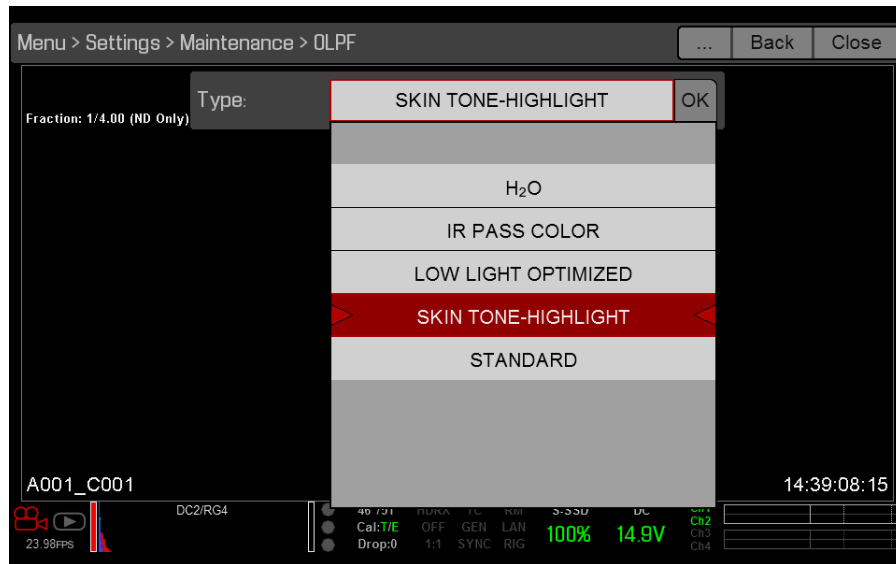 Menu > Settings > Maintenance > OLPF
... Back Close
Type: SKIN TONE-HIGHLIGHT OK
Fraction: 1/4.00 (ND Only)
H₂O
IR PASS COLOR
LOW LIGHT OPTIMIZED
SKIN TONE-HIGHLIGHT
STANDARD
A001_C001 14:39:08:15
DC2/RG4
Cal:T/E OFF GEN LAN 100% 14.9V Ch2
Ch3
23.98FPS Drop:0 1:1 SYNC RIG Ch4